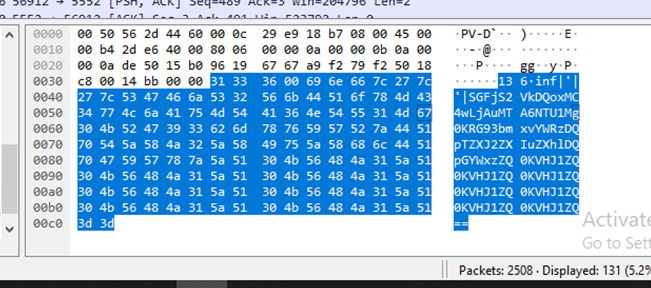 56912 → 5552 [PSH, ACK] Seq=489 Ack=5 Win=204796 Len=2
0000 00 50 56 2d 44 60 00 0c 29 e9 18 b7 08 00 45 00 ·PV-D`·· )·····E·
0010 00 b4 2d e6 40 00 80 06 00 00 0a 00 00 0b 0a 00 ··-·@··· ········
0020 00 0a de 50 15 b0 96 19 67 67 a9 f2 79 f2 50 18 ···P···· gg··y·P·
0030 c8 00 14 bb 00 00 31 33 36 00 69 6e 66 7c 27 7c ······13 6·inf|'|
0040 27 7c 53 47 46 6a 53 32 56 6b 44 51 6f 78 4d 43 '|SGFjS2 VkDQoxMC
0050 34 77 4c 6a 41 75 4d 54 41 36 4e 54 55 31 4d 67 4wLjAuMT A6NTU1Mg
0060 30 4b 52 47 39 33 62 6d 78 76 59 57 52 7a 44 51 0KRG93bm xvYWRzDQ
0070 70 54 5a 58 4a 32 5a 58 49 75 5a 58 68 6c 44 51 pTZXJ2ZX IuZXhlDQ
0080 70 47 59 57 78 7a 5a 51 30 4b 56 48 4a 31 5a 51 pGYWxzZQ 0KVHJ1ZQ
0090 30 4b 56 48 4a 31 5a 51 30 4b 56 48 4a 31 5a 51 0KVHJ1ZQ 0KVHJ1ZQ
00a0 30 4b 56 48 4a 31 5a 51 30 4b 56 48 4a 31 5a 51 0KVHJ1ZQ 0KVHJ1ZQ
00b0 30 4b 56 48 4a 31 5a 51 30 4b 56 48 4a 31 5a 51 0KVHJ1ZQ 0KVHJ1ZQ
00c0 3d 3d ==
Activate
Go to Sett
Packets: 2508 · Displayed: 131 (5.2%